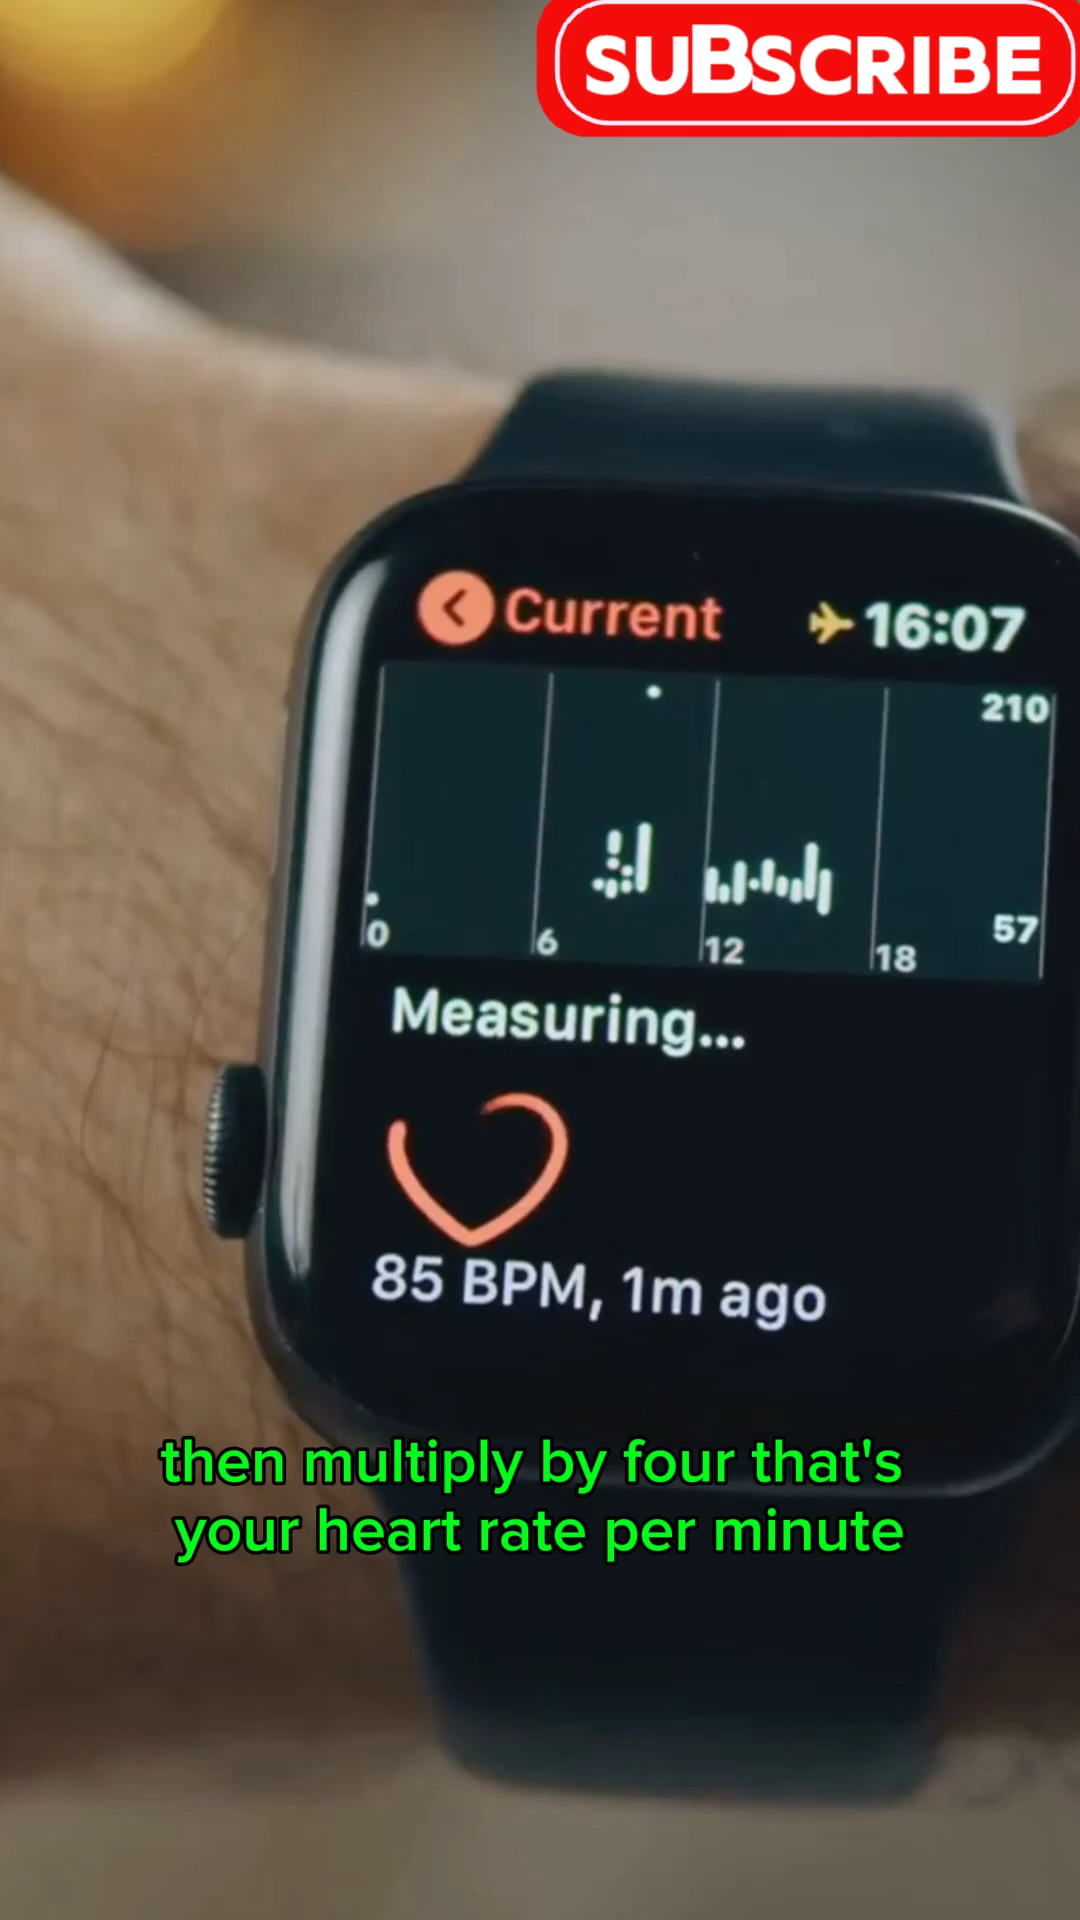 SUBSCRIBE
Current 16:07
210
57
0 6 12 18
Measuring...
85 BPM, 1m ago
then multiply by four that's
your heart rate per minute